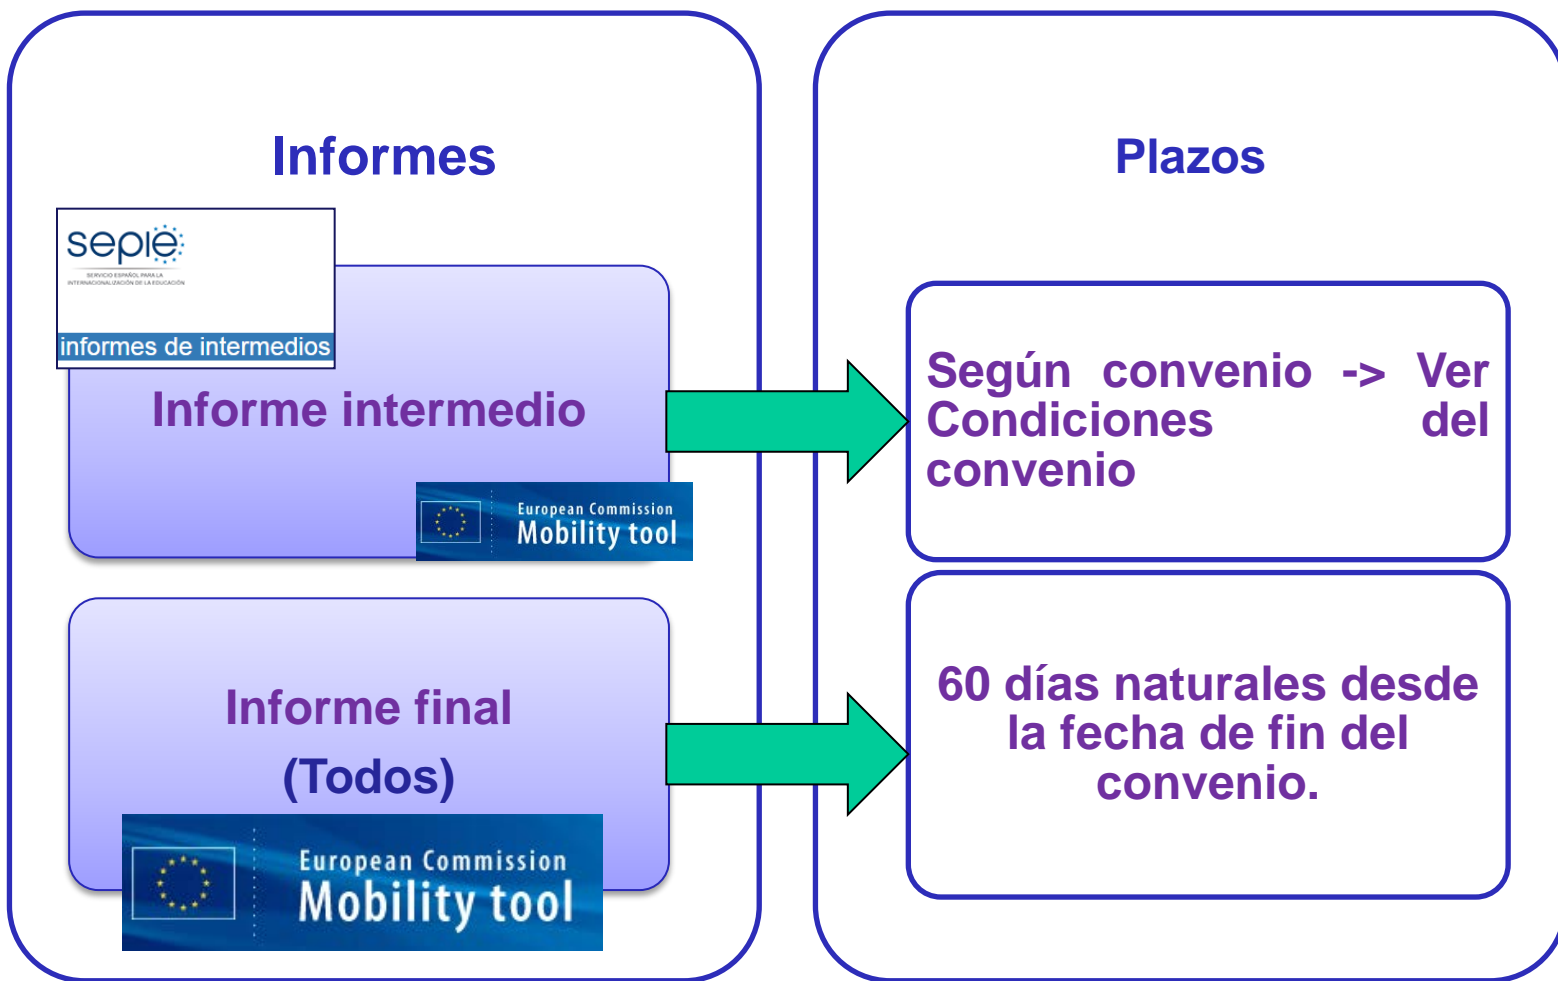 Informes
sepie
SERVICIO ESPAÑOL PARA LA
INTERNACIONALIZACIÓN DE LA EDUCACIÓN
informes de intermedios
Informe intermedio
European Commission
Mobility tool
Informe final
(Todos)
European Commission
Mobility tool
Plazos
Según convenio -> Ver
Condiciones del
convenio
60 días naturales desde
la fecha de fin del
convenio.